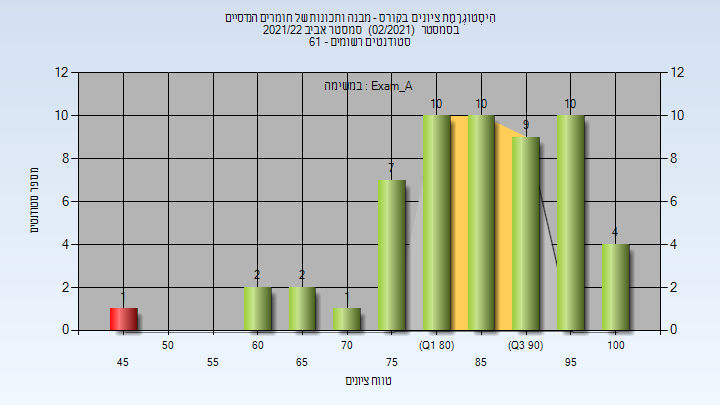 הִיסְטוֹגְרָמַת ציונים בקורס - מבנה ותכונות של חומרים הנדסיים
בסמסטר (02/2021) סמסטר אביב 2021/22
סטודנטים רשומים - 61
במשימה : Exam_A
מספר סטודנטים
12 12
10 10
8 8
6 6
4 4
2 2
0 0
1 2 2 1 7 10 10 9 10 4
50 60 70 (Q1 80) (Q3 90) 100
45 55 65 75 85 95
טווח ציונים